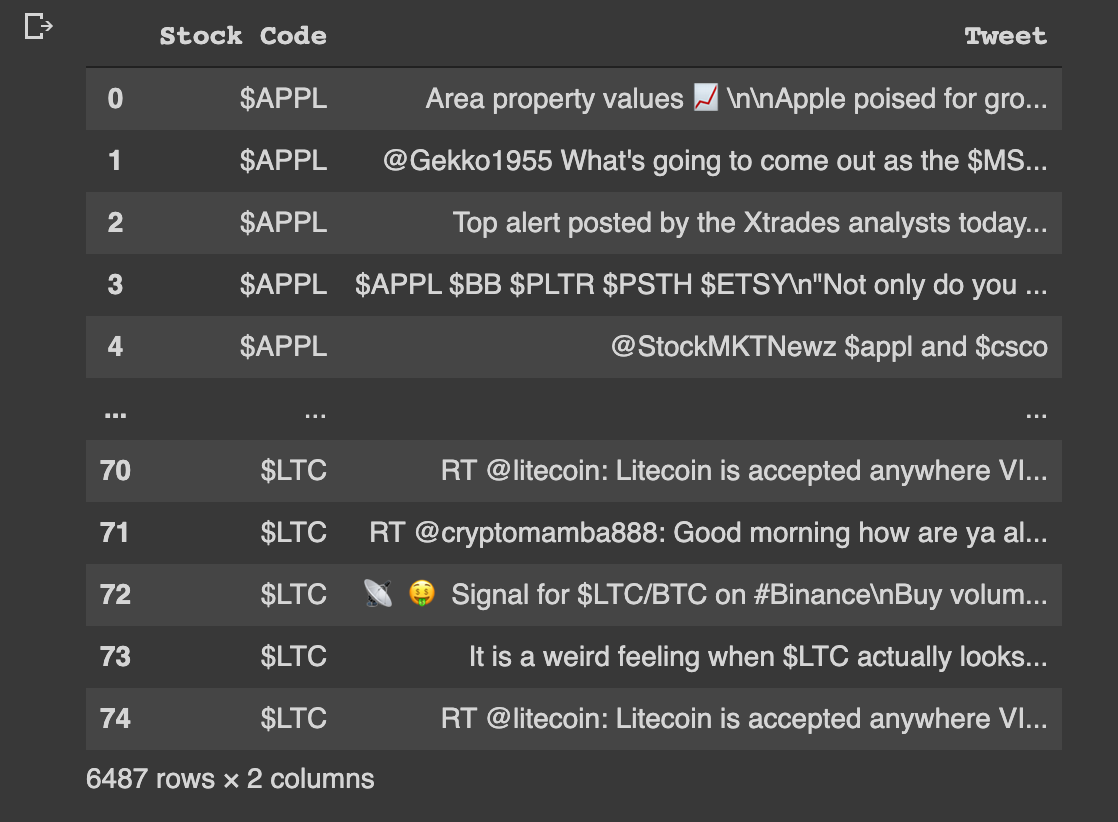 Stock Code Tweet
0 $APPL Area property values 📈 \n\nApple poised for gro...
1 $APPL @Gekko1955 What's going to come out as the $MS...
2 $APPL Top alert posted by the Xtrades analysts today...
3 $APPL $APPL $BB $PLTR $PSTH $ETSY\n"Not only do you ...
4 $APPL @StockMKTNewz $appl and $csco
... ... ...
70 $LTC RT @litecoin: Litecoin is accepted anywhere VI...
71 $LTC RT @cryptomamba888: Good morning how are ya al...
72 $LTC 📡 🤑 Signal for $LTC/BTC on #Binance\nBuy volum...
73 $LTC It is a weird feeling when $LTC actually looks...
74 $LTC RT @litecoin: Litecoin is accepted anywhere VI...
6487 rows × 2 columns